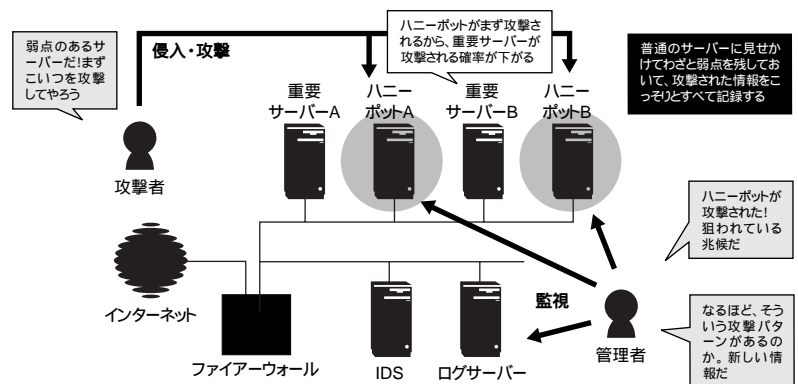 弱点のあるサ
ーバーだ!まず
こいつを攻撃
してやろう
侵入・攻撃
ハニーポットがまず攻撃さ
れるから、重要サーバーが
攻撃される確率が下がる
普通のサーバーに見せか
けてわざと弱点を残してお
いて、攻撃された情報をこ
っそりとすべて記録する
重要
サーバーA
ハニー
ポットA
重要
サーバーB
ハニー
ポットB
攻撃者
ハニーポットが
攻撃された!
狙われている
兆候だ
インターネット
監視
ファイアーウォール
IDS
ログサーバー
管理者
なるほど、そう
いう攻撃パタ
ーンがあるの
か。新しい情
報だ